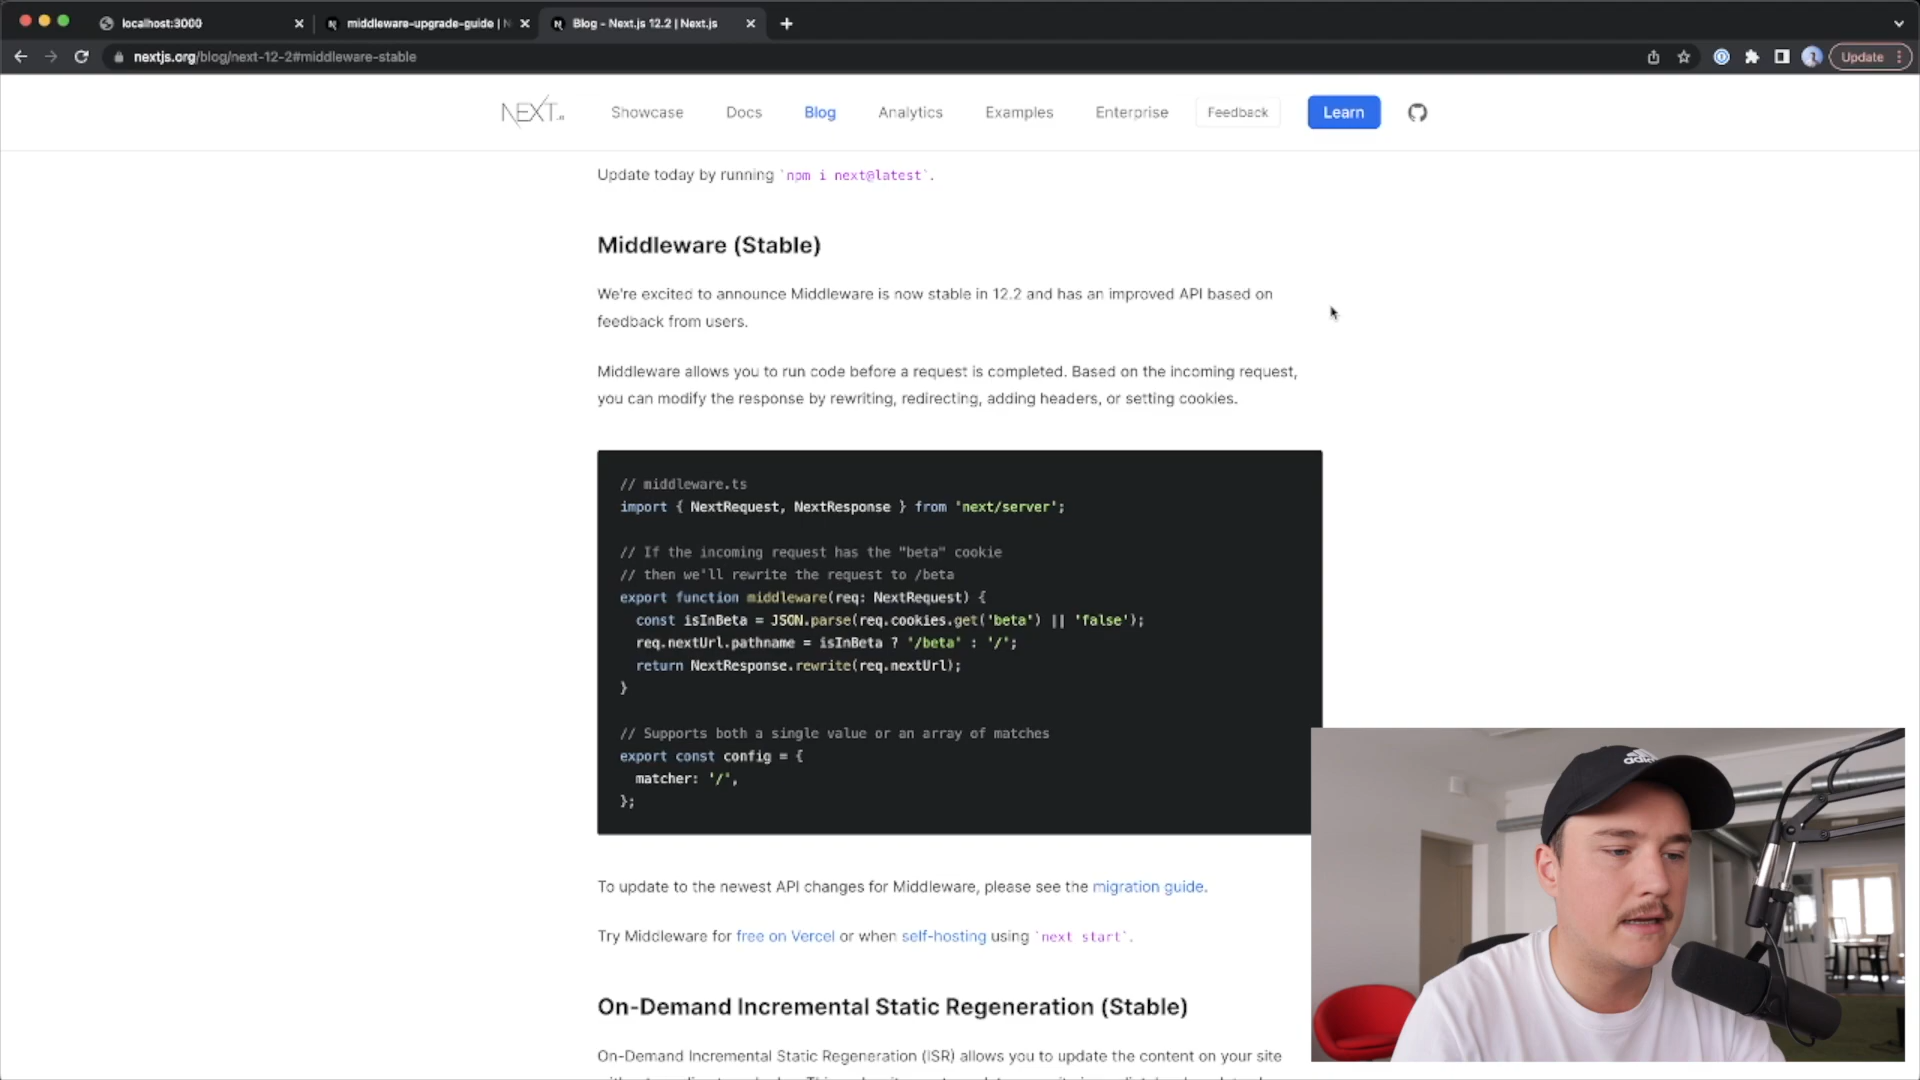 localhost:3000
middleware-upgrade-guide | N
Blog - Next.js 12.2 | Next.js
nextjs.org/blog/next-12-2#middleware-stable
Update
NEXT.js
Showcase
Docs
Blog
Analytics
Examples
Enterprise
Feedback
Learn
Update today by running `npm i next@latest`.
Middleware (Stable)
We're excited to announce Middleware is now stable in 12.2 and has an improved API based on
feedback from users.
Middleware allows you to run code before a request is completed. Based on the incoming request,
you can modify the response by rewriting, redirecting, adding headers, or setting cookies.
// middleware.ts
import { NextRequest, NextResponse } from 'next/server';
// If the incoming request has the "beta" cookie
// then we'll rewrite the request to /beta
export function middleware(req: NextRequest) {
const isInBeta = JSON.parse(req.cookies.get('beta') || 'false');
req.nextUrl.pathname = isInBeta ? '/beta' : '/';
return NextResponse.rewrite(req.nextUrl);
}
// Supports both a single value or an array of matches
export const config = {
matcher: '/',
};
To update to the newest API changes for Middleware, please see the migration guide.
Try Middleware for free on Vercel or when self-hosting using `next start`.
On-Demand Incremental Static Regeneration (Stable)
On-Demand Incremental Static Regeneration (ISR) allows you to update the content on your site
adidas